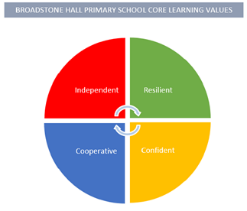 BROADSTONE HALL PRIMARY SCHOOL CORE LEARNING VALUES
Independent
Resilient
Cooperative
Confident